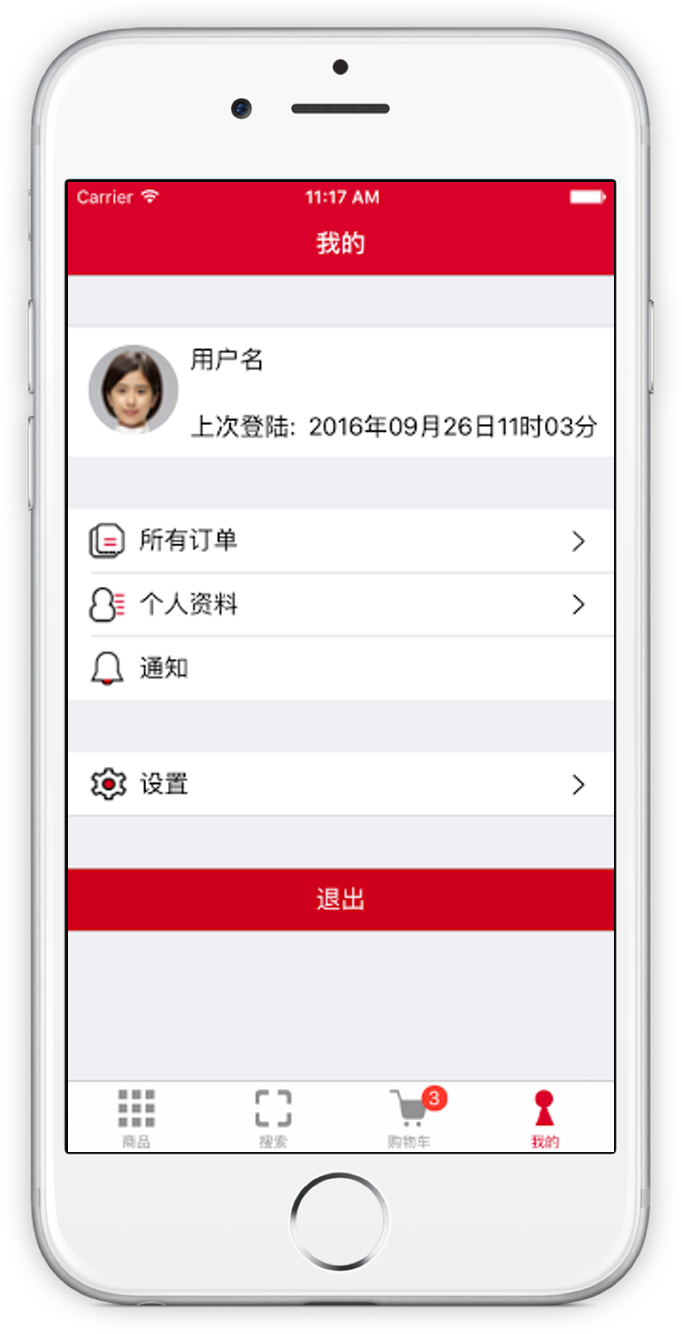 Carrier 11:17 AM
我的
用户名
上次登陆: 2016年09月26日11时03分
所有订单
个人资料
通知
设置
退出
3
商品 搜索 购物车 我的